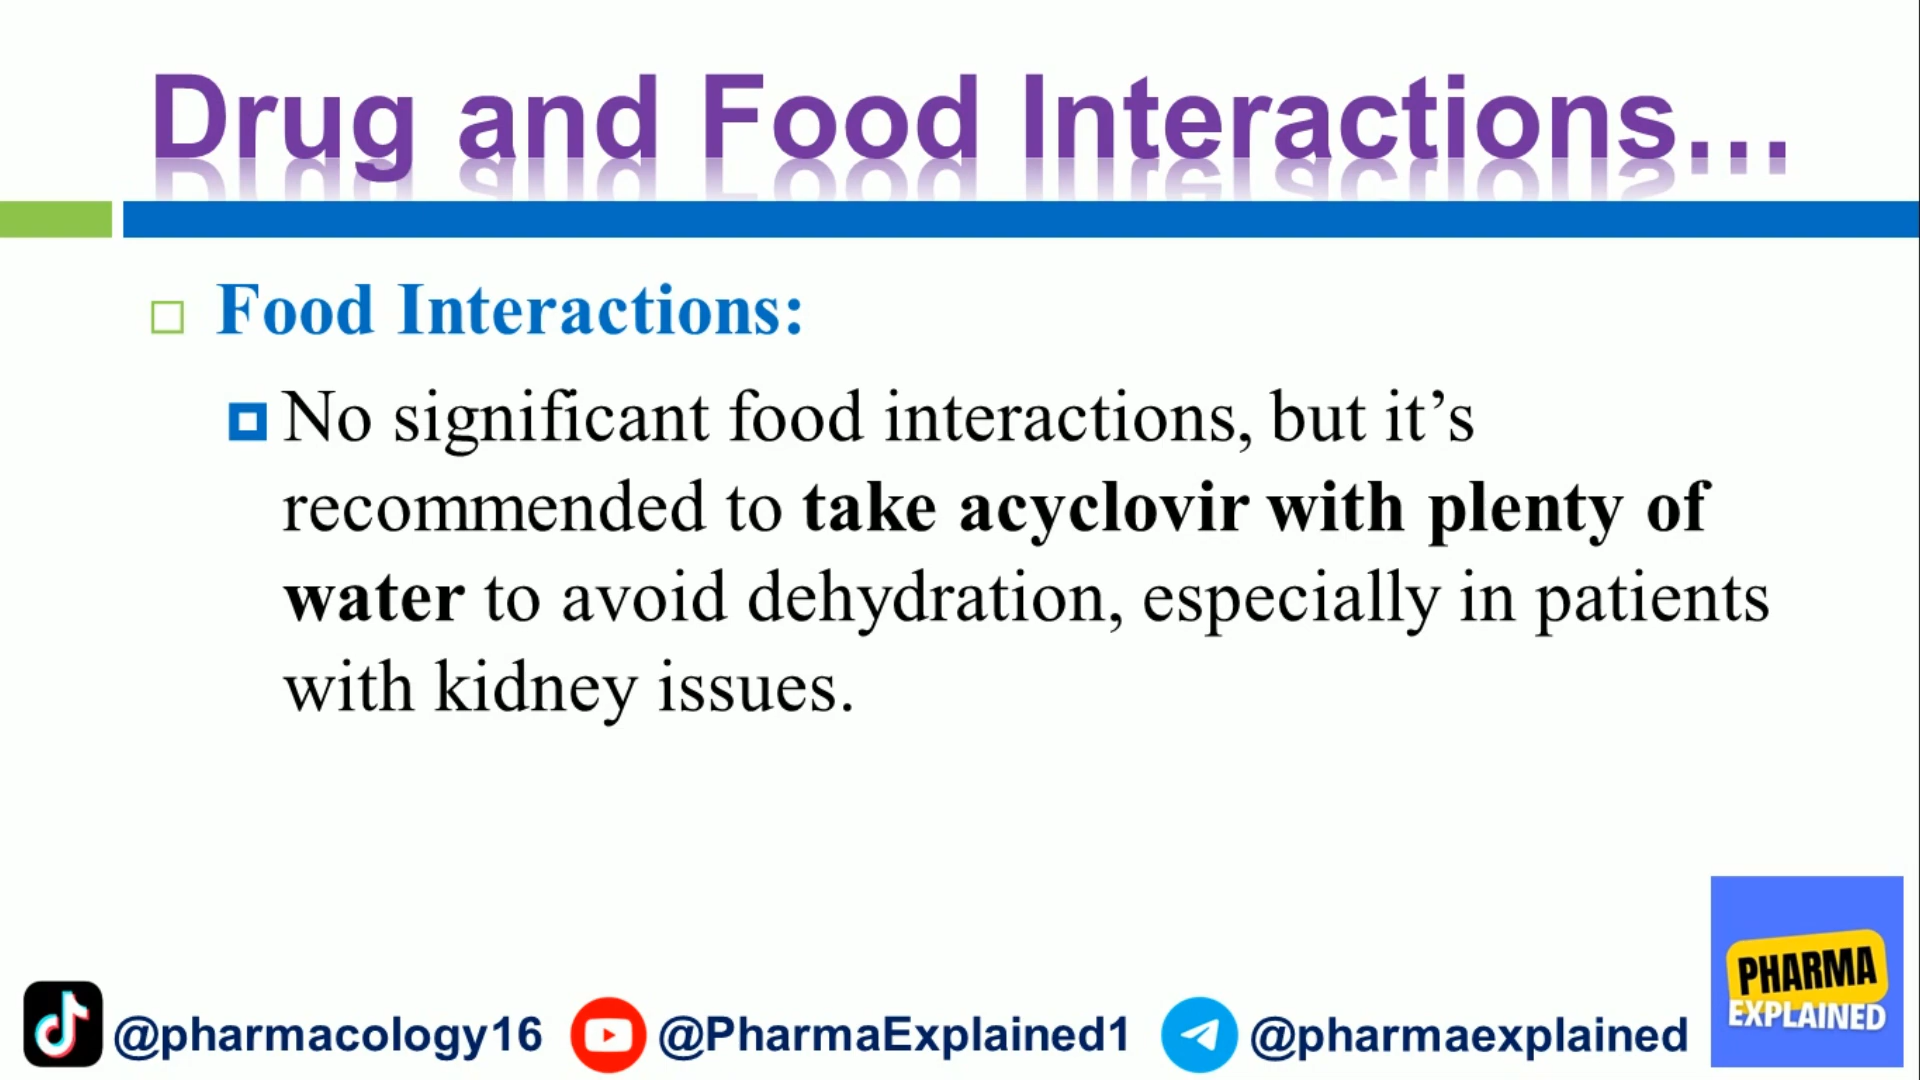 Drug and Food Interactions...
Food Interactions:
No significant food interactions, but it’s
recommended to take acyclovir with plenty of
water to avoid dehydration, especially in patients
with kidney issues.
@pharmacology16 @PharmaExplained1 @pharmaexplained
PHARMA
EXPLAINED